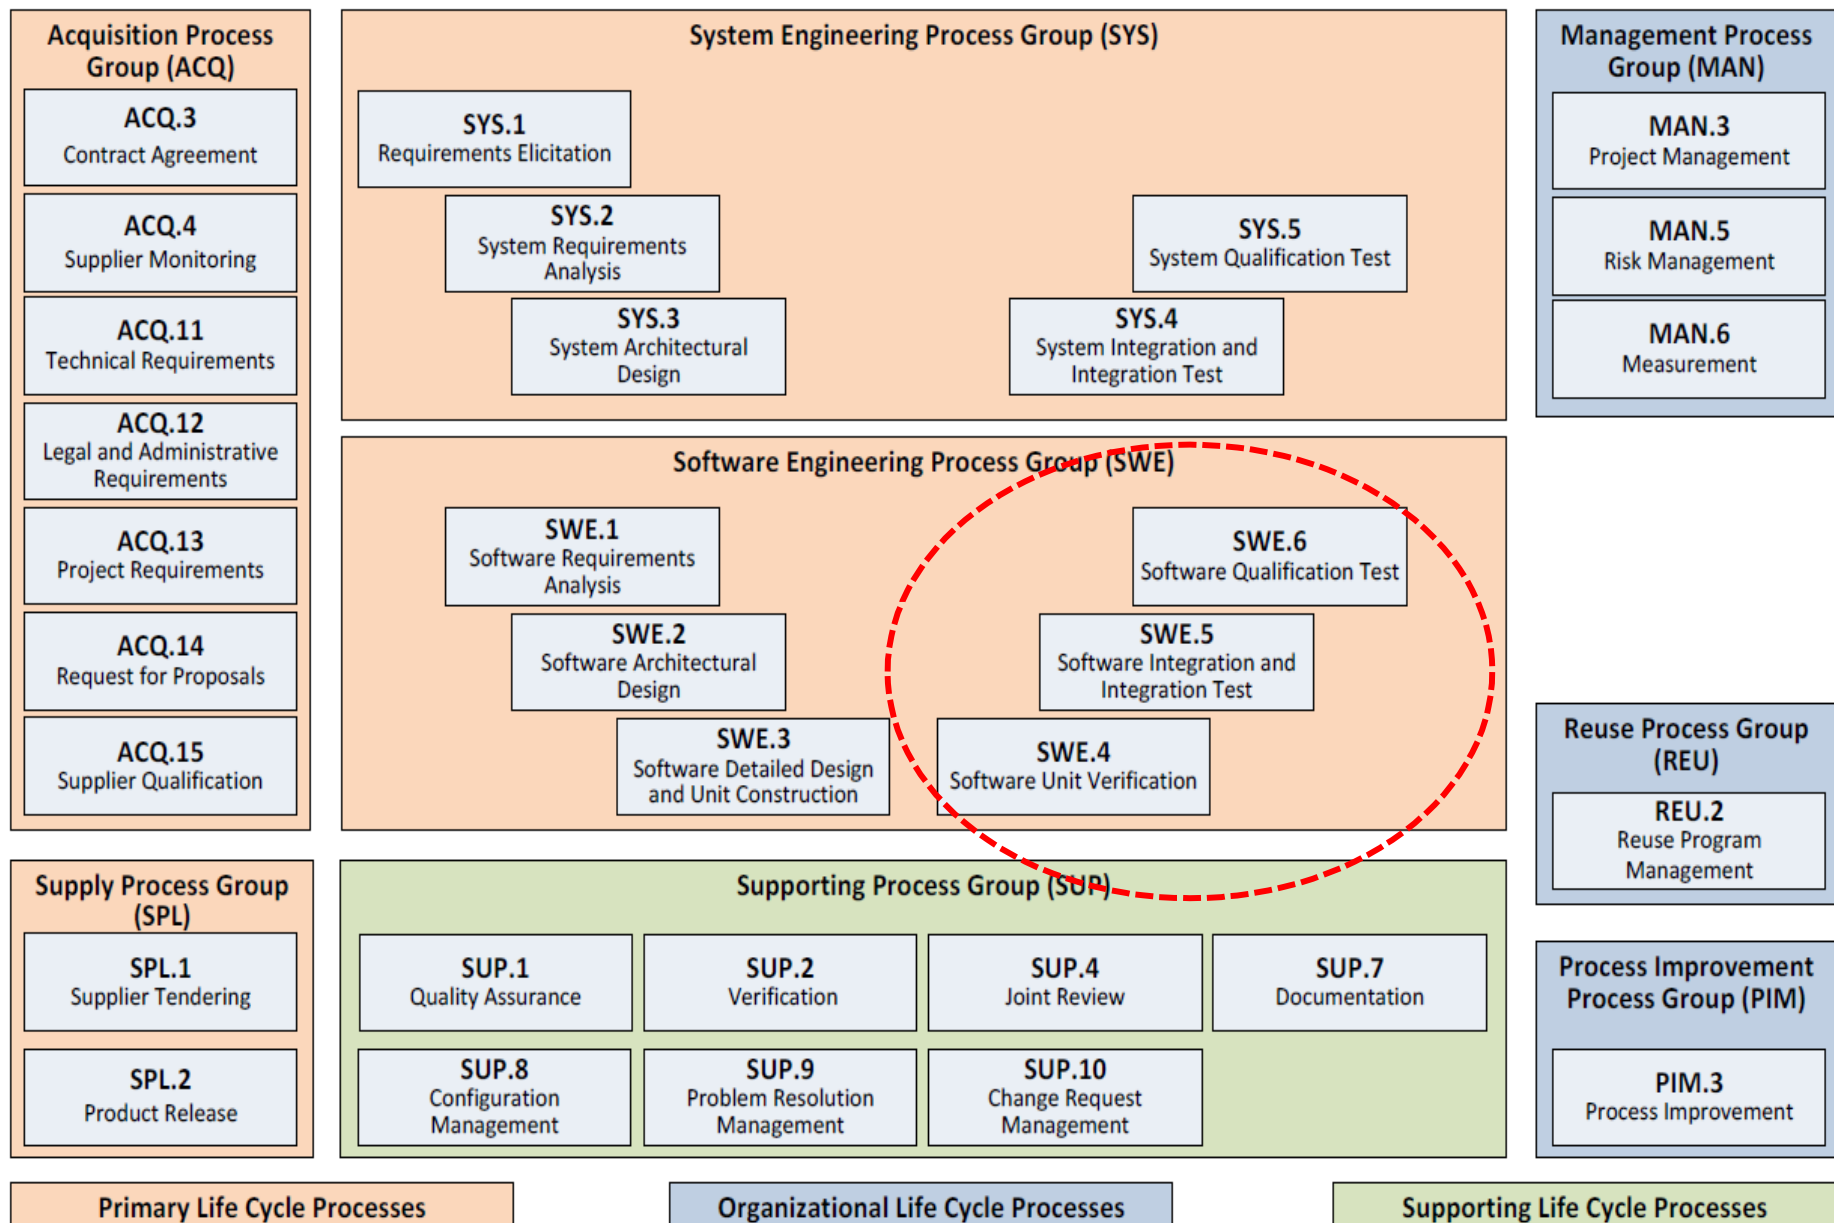 Acquisition Process
Group (ACQ)
ACQ.3
Contract Agreement
ACQ.4
Supplier Monitoring
ACQ.11
Technical Requirements
ACQ.12
Legal and Administrative
Requirements
ACQ.13
Project Requirements
ACQ.14
Request for Proposals
ACQ.15
Supplier Qualification
System Engineering Process Group (SYS)
SYS.1
Requirements Elicitation
SYS.2
System Requirements
Analysis
SYS.3
System Architectural
Design
SYS.5
System Qualification Test
SYS.4
System Integration and
Integration Test
Management Process
Group (MAN)
MAN.3
Project Management
MAN.5
Risk Management
MAN.6
Measurement
Software Engineering Process Group (SWE)
SWE.1
Software Requirements
Analysis
SWE.2
Software Architectural
Design
SWE.3
Software Detailed Design
and Unit Construction
SWE.6
Software Qualification Test
SWE.5
Software Integration and
Integration Test
SWE.4
Software Unit Verification
Reuse Process Group
(REU)
REU.2
Reuse Program
Management
Supply Process Group
(SPL)
SPL.1
Supplier Tendering
SPL.2
Product Release
Supporting Process Group (SUP)
SUP.1
Quality Assurance
SUP.2
Verification
SUP.4
Joint Review
SUP.7
Documentation
SUP.8
Configuration
Management
SUP.9
Problem Resolution
Management
SUP.10
Change Request
Management
Process Improvement
Process Group (PIM)
PIM.3
Process Improvement
Primary Life Cycle Processes
Organizational Life Cycle Processes
Supporting Life Cycle Processes